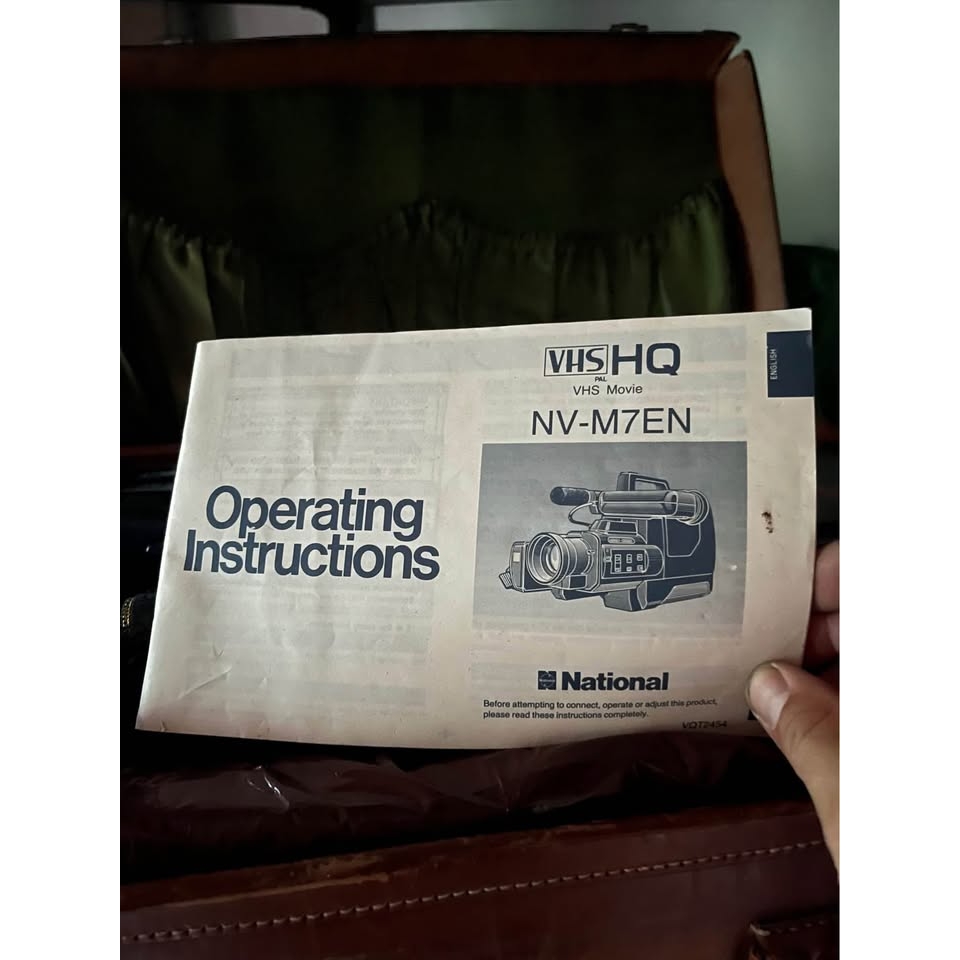 VHS HQ
PAL
VHS Movie
NV-M7EN
ENGLISH
Operating
Instructions
National
Before attempting to connect, operate or adjust this product,
please read these instructions completely.
VQT2454